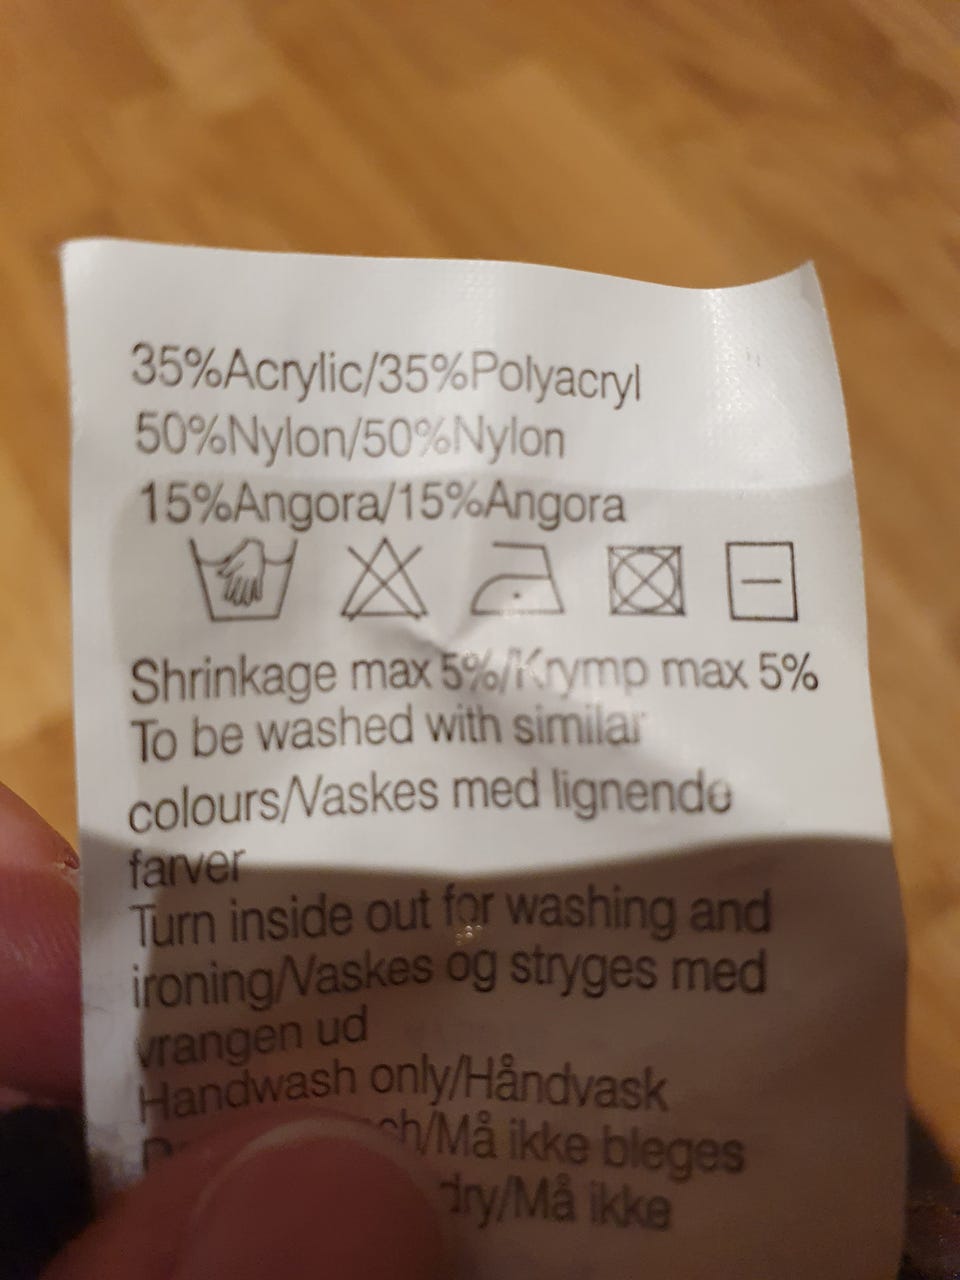 35%Acrylic/35%Polyacryl
50%Nylon/50%Nylon
15%Angora/15%Angora
Shrinkage max 5%/Krymp max 5%
To be washed with similar
colours/Vaskes med lignende
farver
Turn inside out for washing and
ironing/Vaskes og stryges med
vrangen ud
Handwash only/Håndvask
ch/Må ikke bleges
dry/Må ikke